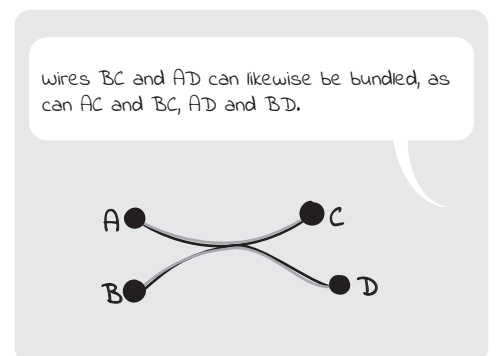 wires BC and AD can likewise be bundled, as
can AC and BC, AD and BD.
A
C
B
D